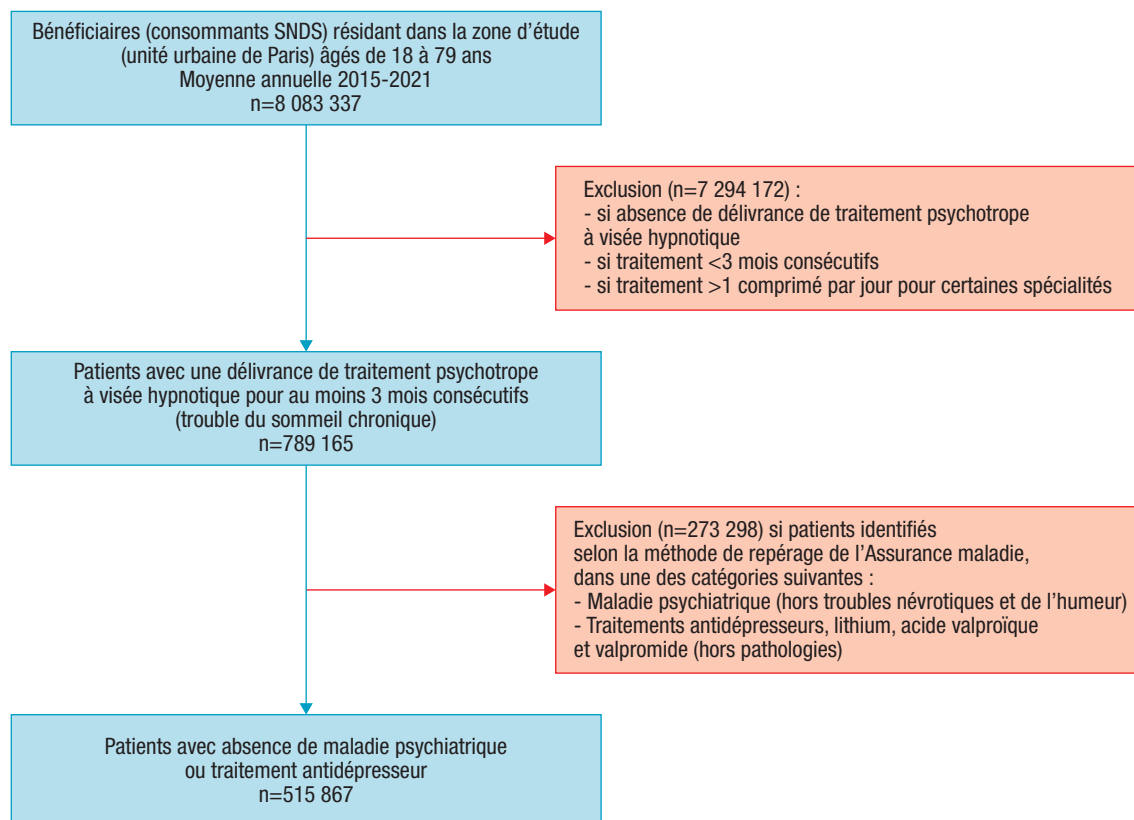 Bénéficiaires (consommants SNDS) résidant dans la zone d’étude
(unité urbaine de Paris) âgés de 18 à 79 ans
Moyenne annuelle 2015-2021
n=8 083 337
Exclusion (n=7 294 172) :
- si absence de délivrance de traitement psychotrope
à visée hypnotique
- si traitement <3 mois consécutifs
- si traitement >1 comprimé par jour pour certaines spécialités
Patients avec une délivrance de traitement psychotrope
à visée hypnotique pour au moins 3 mois consécutifs
(trouble du sommeil chronique)
n=789 165
Exclusion (n=273 298) si patients identifiés
selon la méthode de repérage de l’Assurance maladie,
dans une des catégories suivantes :
- Maladie psychiatrique (hors troubles névrotiques et de l’humeur)
- Traitements antidépresseurs, lithium, acide valproïque
et valpromide (hors pathologies)
Patients avec absence de maladie psychiatrique
ou traitement antidépresseur
n=515 867